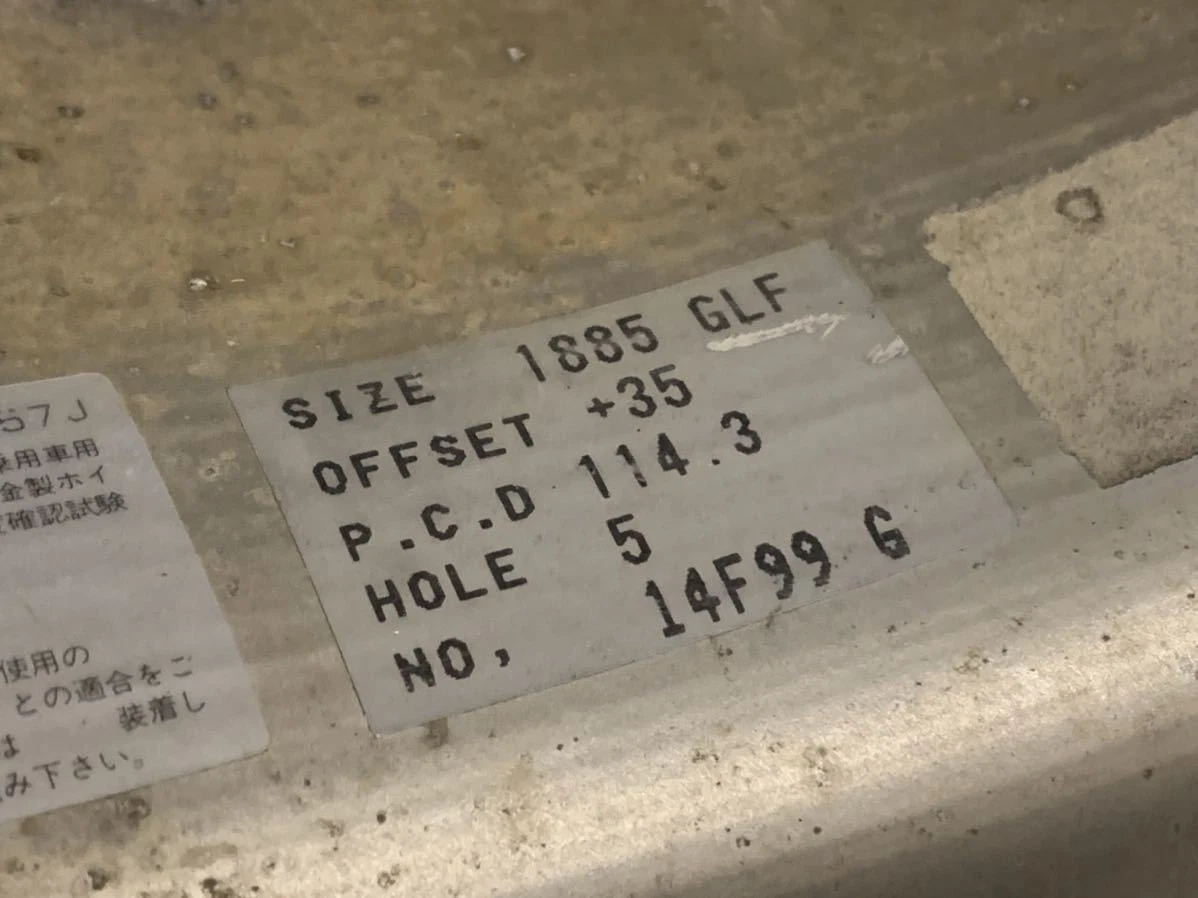 57J
乗用車用
金製ホイ
確認試験
使用の
との適合をご
は 装着し
み下さい。
SIZE 1885 GLF
OFFSET +35
P.C.D 114.3
HOLE 5
NO, 14F99 G